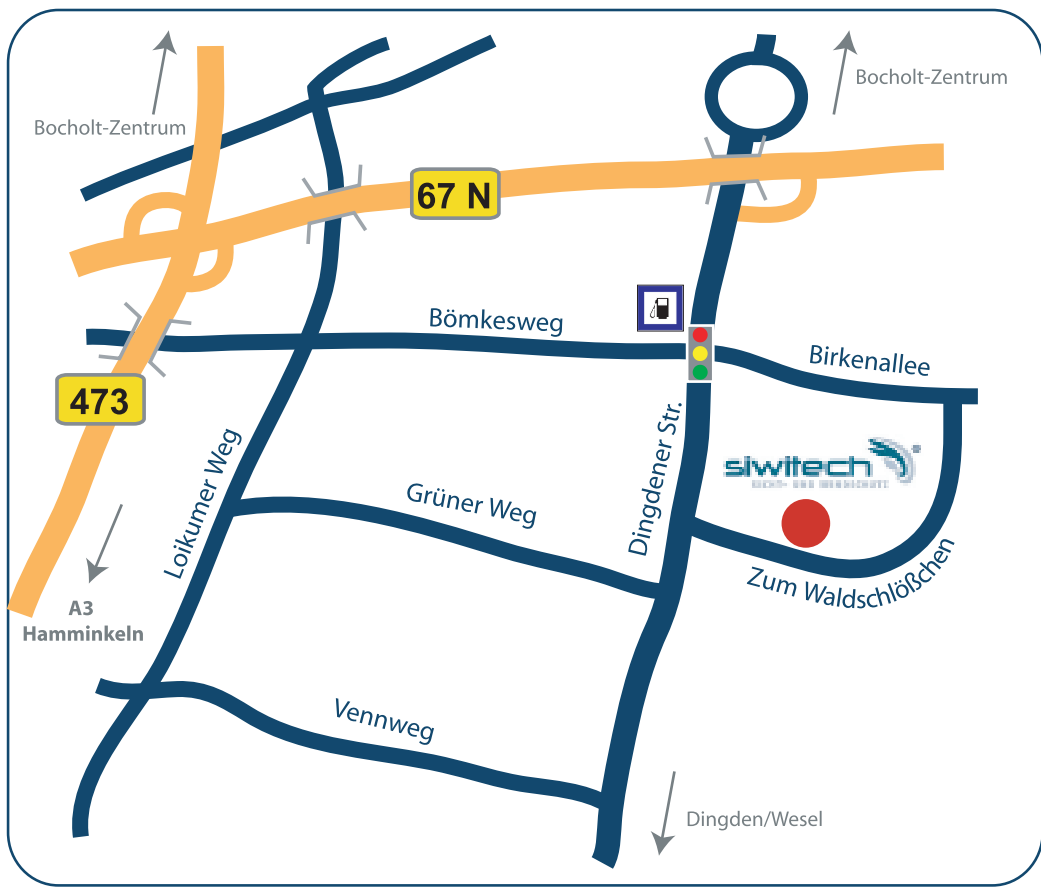 Bocholt-Zentrum
Bocholt-Zentrum
67 N
Bömkesweg
Birkenallee
473
Loikumer Weg
Grüner Weg
Dingdener Str.
siwitech
Zum Waldschlößchen
A3
Hamminkeln
Vennweg
Dingden/Wesel